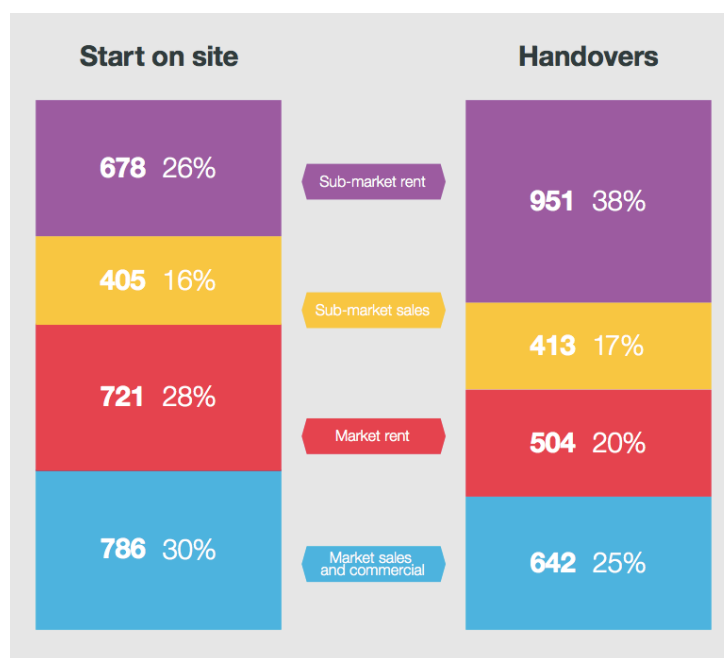 Start on site
Handovers
678 26%
Sub-market rent
951 38%
405 16%
Sub-market sales
413 17%
721 28%
Market rent
504 20%
786 30%
Market sales
and commercial
642 25%